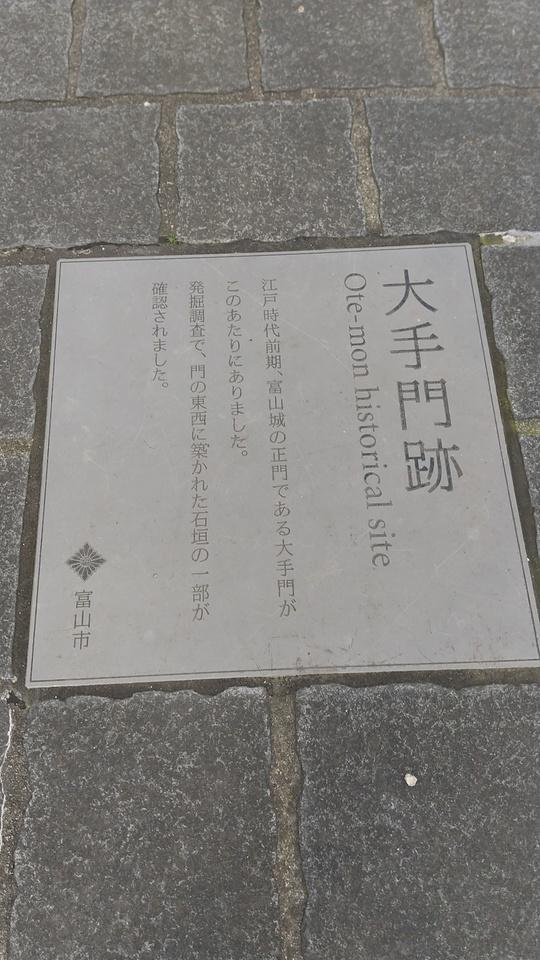 大手門跡
Ote-mon historical site
江戸時代前期、富山城の正門である大手門が
このあたりにありました。
発掘調査で、門の東西に築かれた石垣の一部が
確認されました。
富山市